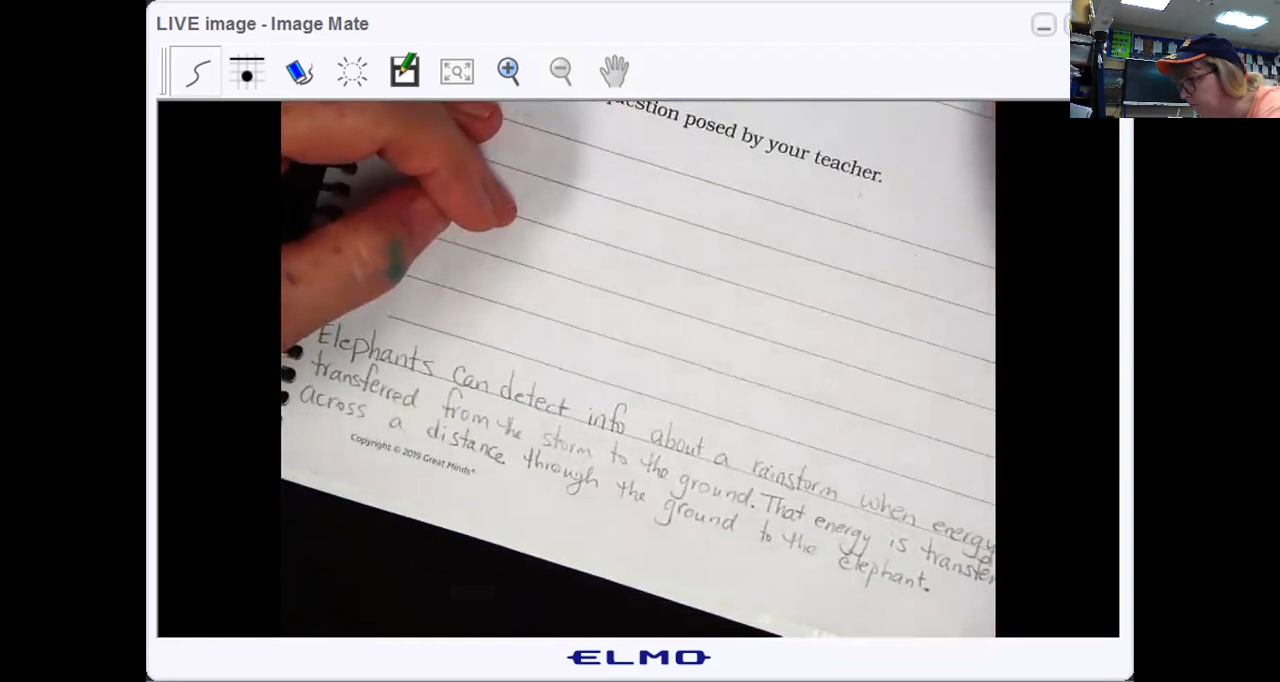 LIVE image - Image Mate
question posed by your teacher.
Elephants can detect info about a rainstorm when energy
transferred from the storm to the ground. That energy is transfer
across a distance through the ground to the elephant.
Copyright © 2019 Great Minds®
ELMO